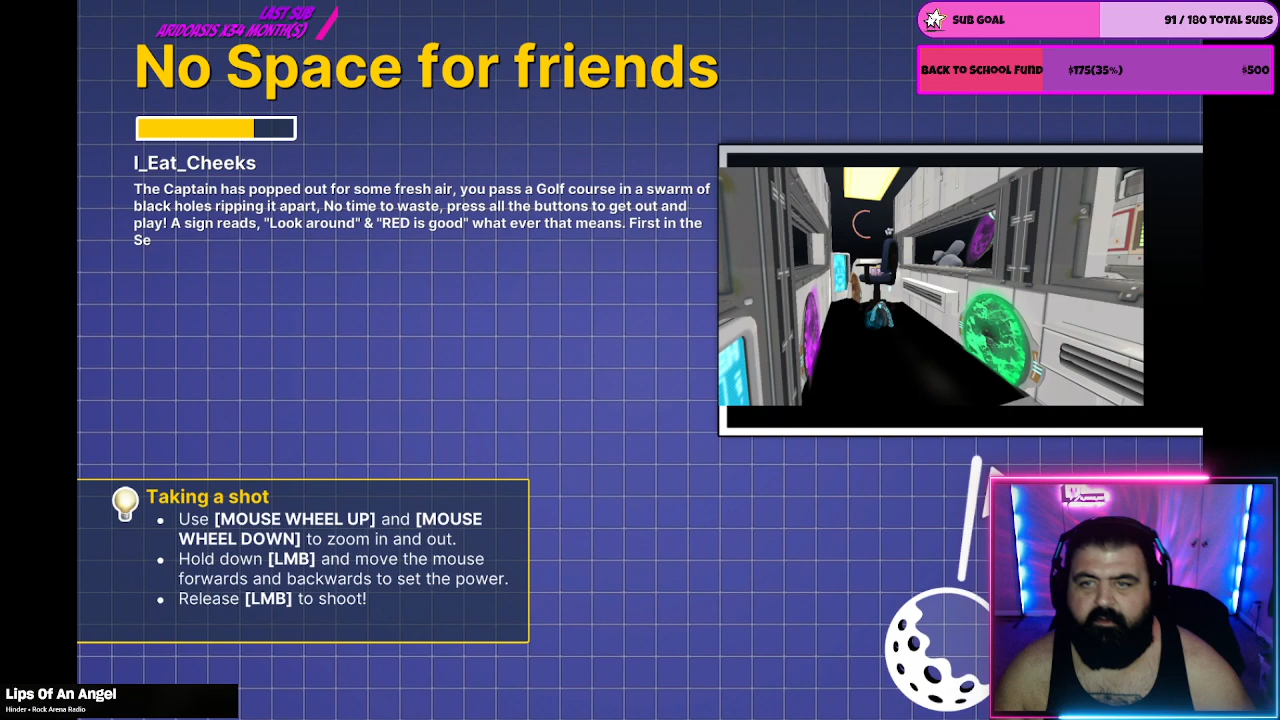 LAST SUB
ARIDOASIS X34 MONTH(S)
SUB GOAL
91 / 180 TOTAL SUBS
BACK TO SCHOOL FUND
$175(35%)
$500
No Space for friends
I_Eat_Cheeks
The Captain has popped out for some fresh air, you pass a Golf course in a swarm of
black holes ripping it apart, No time to waste, press all the buttons to get out and
play! A sign reads, "Look around" & "RED is good" what ever that means. First in the
Se
Taking a shot
• Use [MOUSE WHEEL UP] and [MOUSE
WHEEL DOWN] to zoom in and out.
• Hold down [LMB] and move the mouse
forwards and backwards to set the power.
• Release [LMB] to shoot!
Lips Of An Angel
Hinder • Rock Arena Radio